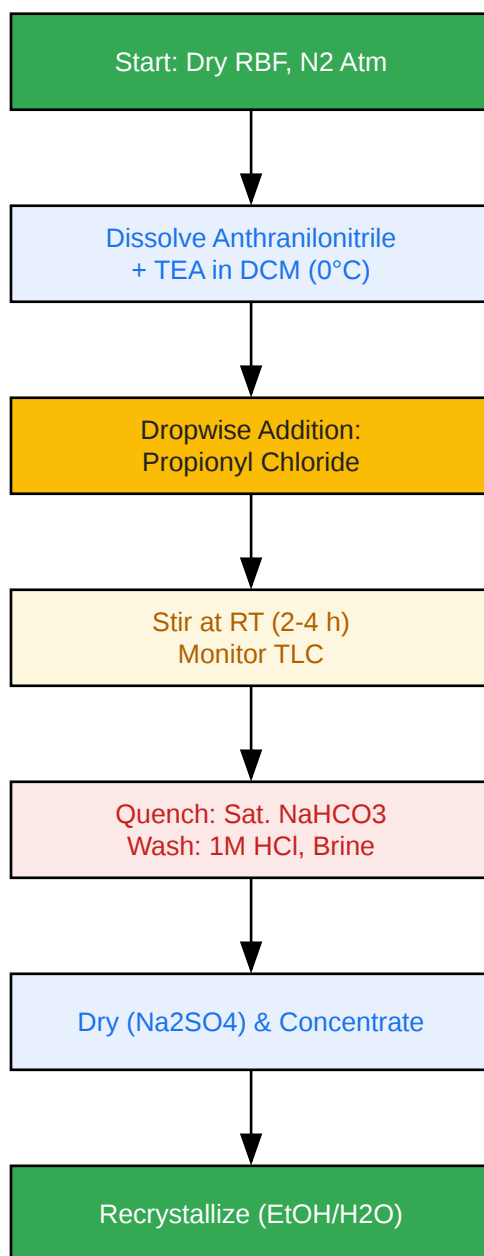 Start: Dry RBF, N2 Atm
Dissolve Anthranilonitrile
+ TEA in DCM (0°C)
Dropwise Addition:
Propionyl Chloride
Stir at RT (2-4 h)
Monitor TLC
Quench: Sat. NaHCO3
Wash: 1M HCl, Brine
Dry (Na2SO4) & Concentrate
Recrystallize (EtOH/H2O)